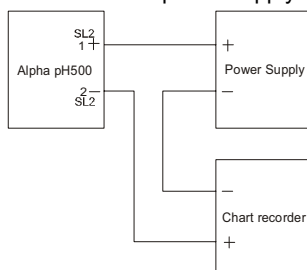 SL2
1 +
Alpha pH500
2 –
SL2
+
Power Supply
–
–
Chart recorder
+